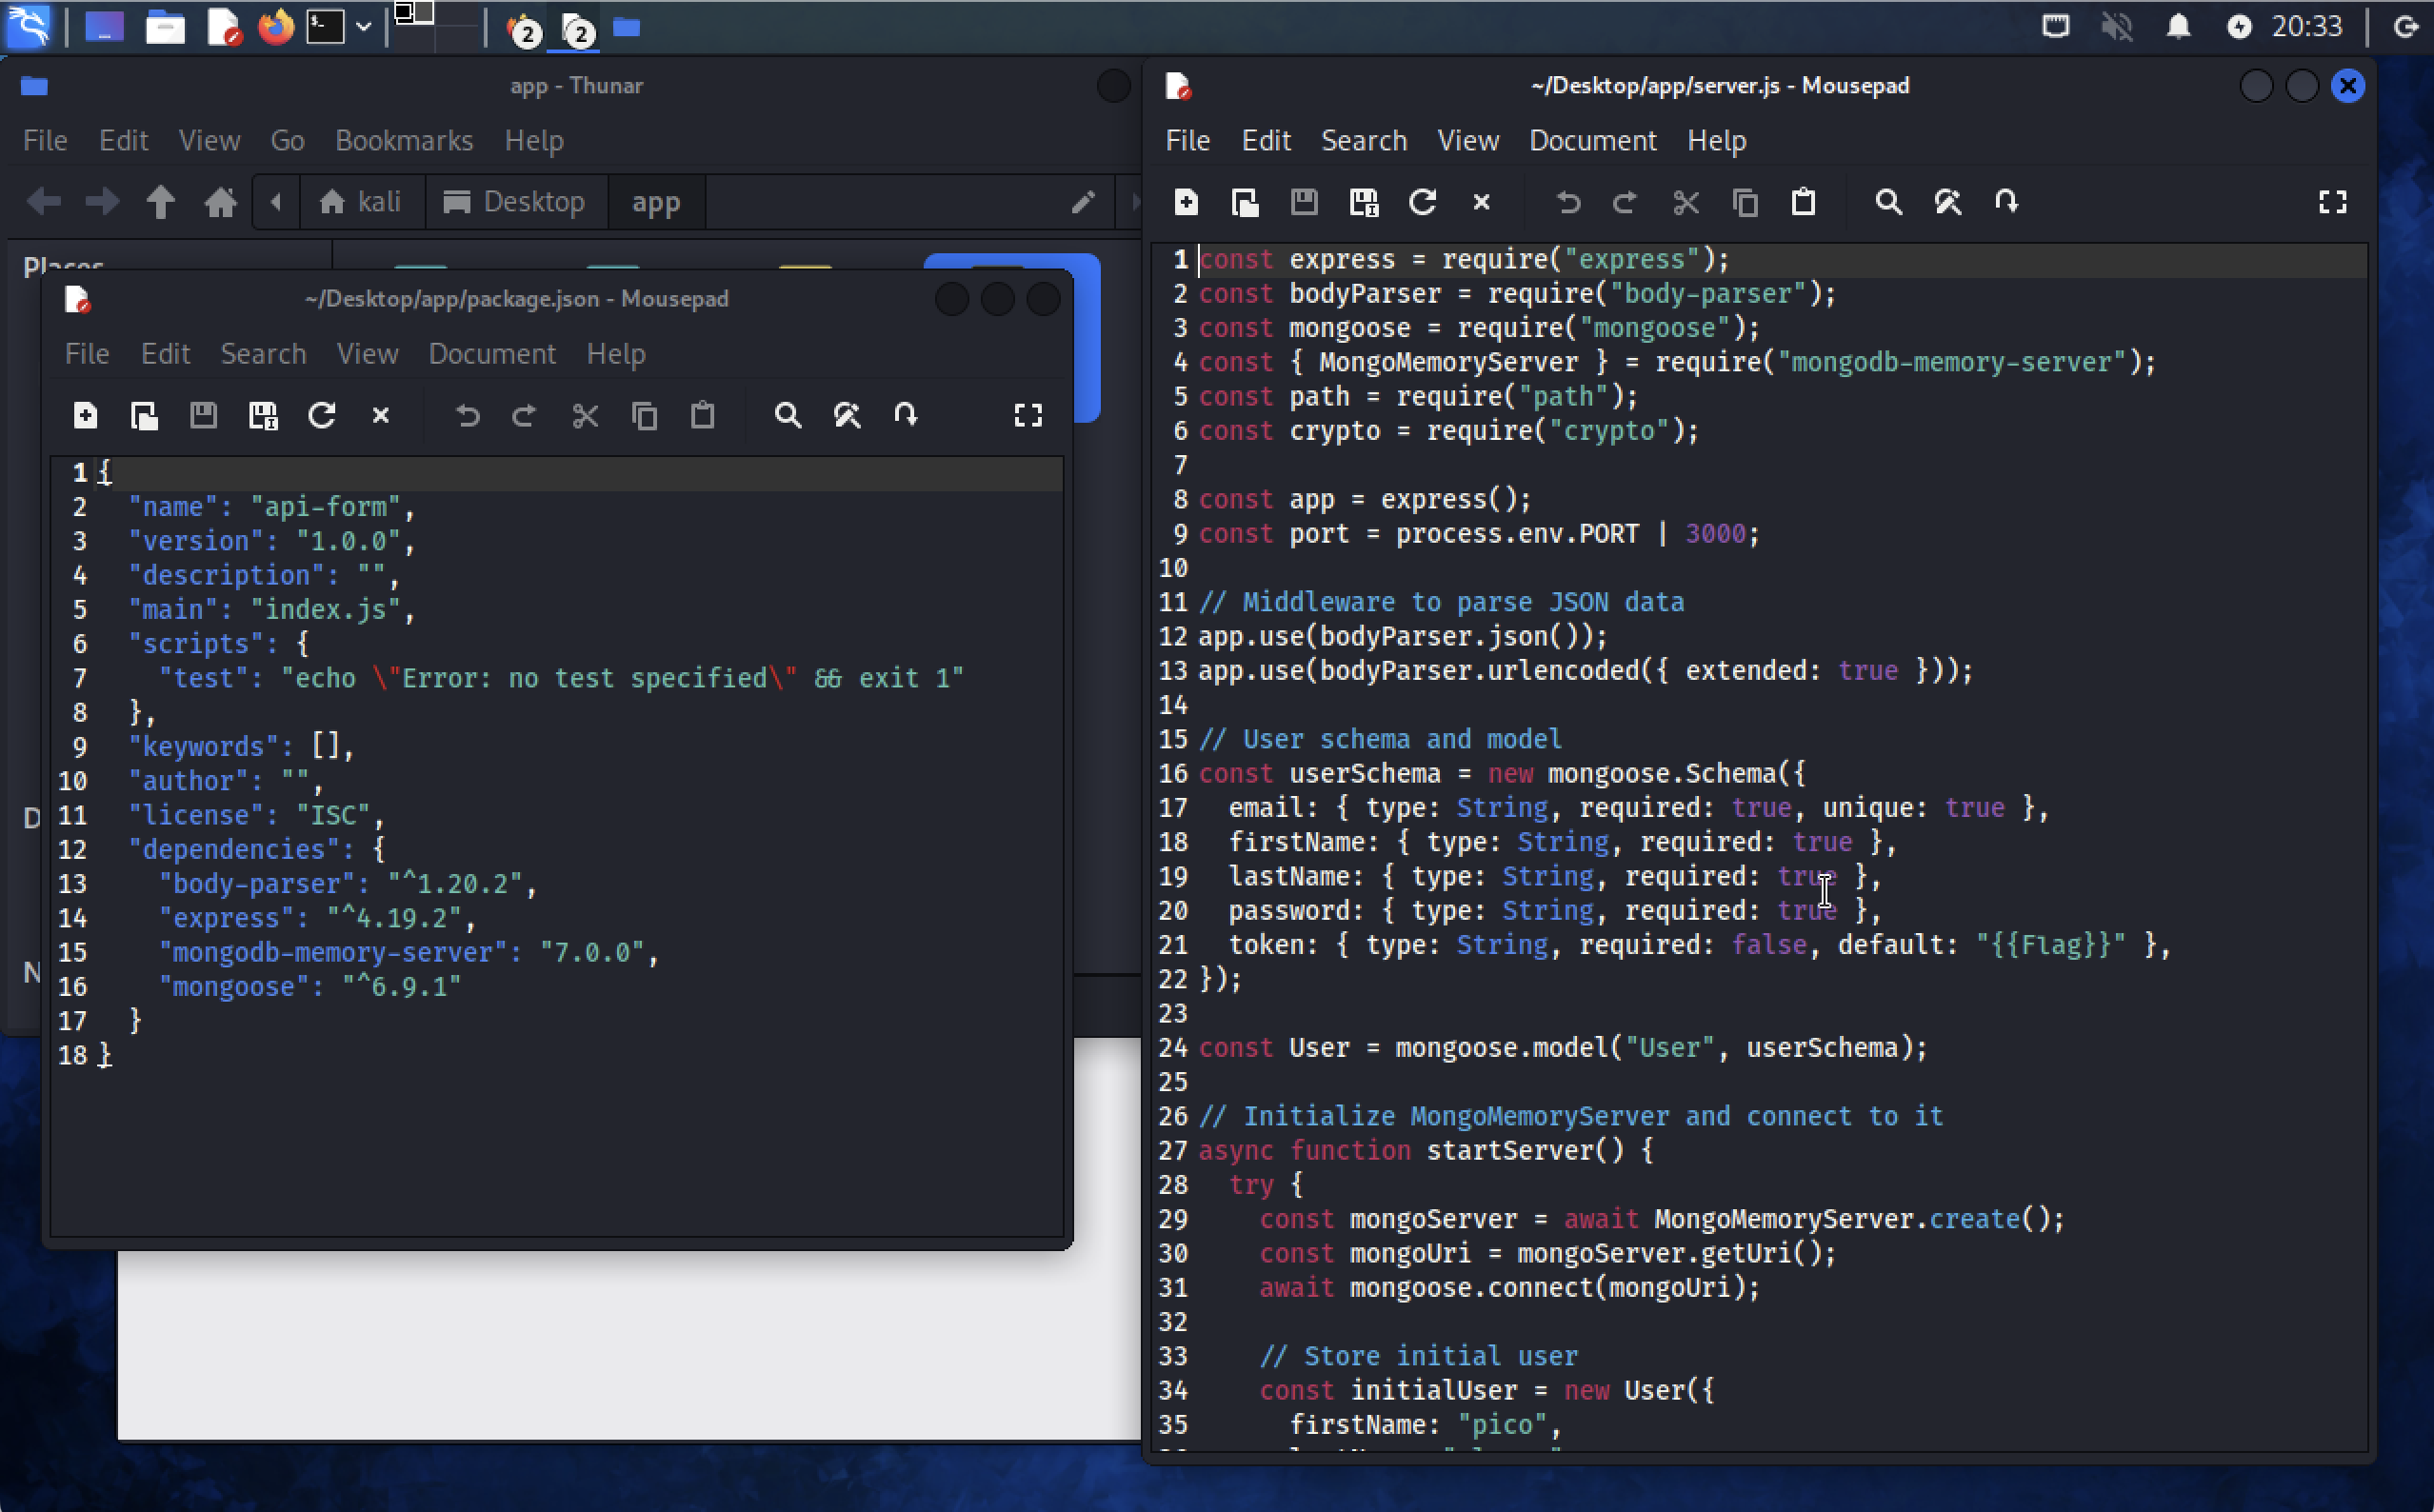 2
2
20:33
app - Thunar
File Edit View Go Bookmarks Help
kali Desktop app
Places
~/Desktop/app/package.json - Mousepad
File Edit Search View Document Help
1 {
2   "name": "api-form",
3   "version": "1.0.0",
4   "description": "",
5   "main": "index.js",
6   "scripts": {
7     "test": "echo \"Error: no test specified\" && exit 1"
8   },
9   "keywords": [],
10   "author": "",
11   "license": "ISC",
12   "dependencies": {
13     "body-parser": "^1.20.2",
14     "express": "^4.19.2",
15     "mongodb-memory-server": "7.0.0",
16     "mongoose": "^6.9.1"
17   }
18 }
~/Desktop/app/server.js - Mousepad
File Edit Search View Document Help
1 const express = require("express");
2 const bodyParser = require("body-parser");
3 const mongoose = require("mongoose");
4 const { MongoMemoryServer } = require("mongodb-memory-server");
5 const path = require("path");
6 const crypto = require("crypto");
7
8 const app = express();
9 const port = process.env.PORT | 3000;
10
11 // Middleware to parse JSON data
12 app.use(bodyParser.json());
13 app.use(bodyParser.urlencoded({ extended: true }));
14
15 // User schema and model
16 const userSchema = new mongoose.Schema({
17   email: { type: String, required: true, unique: true },
18   firstName: { type: String, required: true },
19   lastName: { type: String, required: true },
20   password: { type: String, required: true },
21   token: { type: String, required: false, default: "{{Flag}}" },
22 });
23
24 const User = mongoose.model("User", userSchema);
25
26 // Initialize MongoMemoryServer and connect to it
27 async function startServer() {
28   try {
29     const mongoServer = await MongoMemoryServer.create();
30     const mongoUri = mongoServer.getUri();
31     await mongoose.connect(mongoUri);
32
33     // Store initial user
34     const initialUser = new User({
35       firstName: "pico",